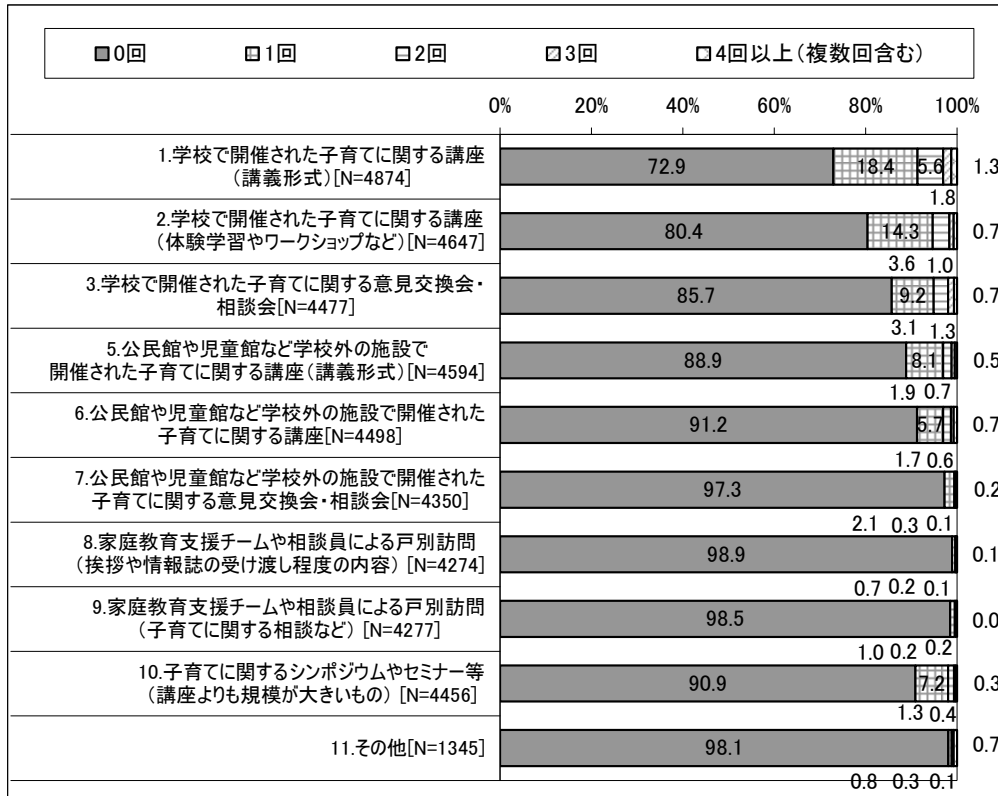 0回 1回 2回 3回 4回以上（複数回含む）
0% 20% 40% 60% 80% 100%
1.学校で開催された子育てに関する講座
（講義形式）[N=4874]
72.9 18.4 5.6 1.3
1.8
2.学校で開催された子育てに関する講座
（体験学習やワークショップなど）[N=4647]
80.4 14.3 0.7
3.6 1.0
3.学校で開催された子育てに関する意見交換会・
相談会[N=4477]
85.7 9.2 0.7
3.1 1.3
5.公民館や児童館など学校外の施設で
開催された子育てに関する講座（講義形式）[N=4594]
88.9 8.1 0.5
1.9 0.7
6.公民館や児童館など学校外の施設で開催された
子育てに関する講座[N=4498]
91.2 5.7 0.7
1.7 0.6
7.公民館や児童館など学校外の施設で開催された
子育てに関する意見交換会・相談会[N=4350]
97.3 0.2
2.1 0.3 0.1
8.家庭教育支援チームや相談員による戸別訪問
（挨拶や情報誌の受け渡し程度の内容）[N=4274]
98.9 0.1
0.7 0.2 0.1
9.家庭教育支援チームや相談員による戸別訪問
（子育てに関する相談など）[N=4277]
98.5 0.0
1.0 0.2 0.2
10.子育てに関するシンポジウムやセミナー等
（講座よりも規模が大きいもの）[N=4456]
90.9 7.2 0.3
1.3 0.4
11.その他[N=1345]
98.1 0.7
0.8 0.3 0.1